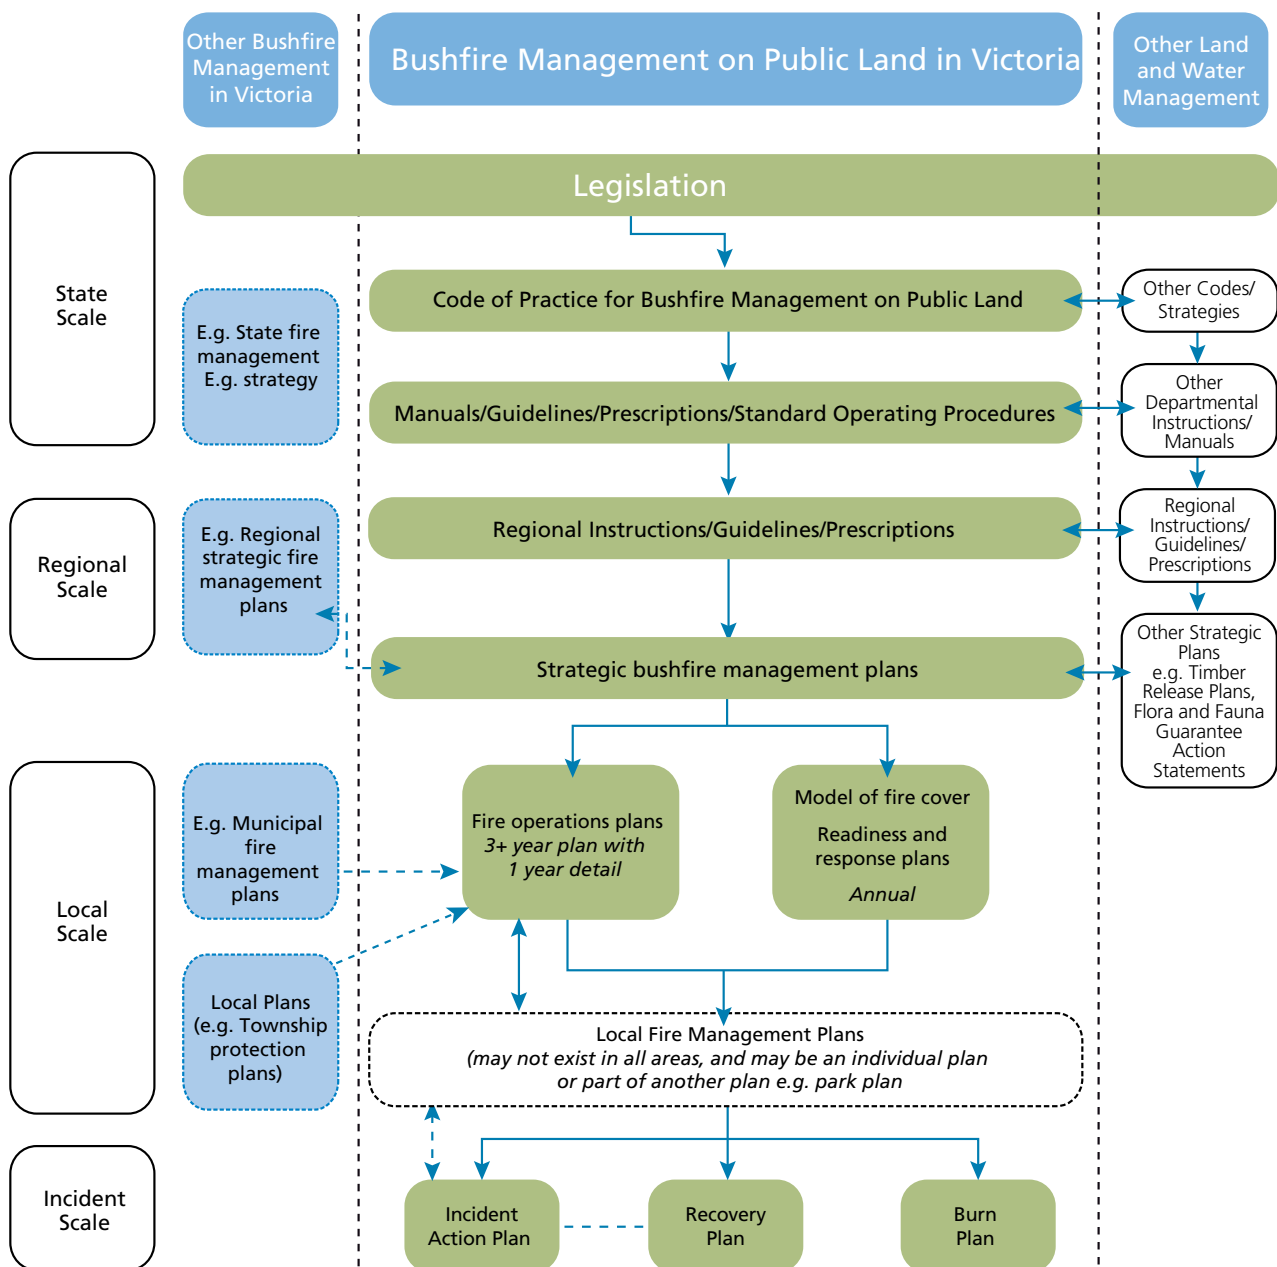 Other Bushfire
Management
in Victoria
Bushfire Management on Public Land in Victoria
Other Land
and Water
Management
Legislation
State
Scale
E.g. State fire
management
E.g. strategy
Code of Practice for Bushfire Management on Public Land
Other Codes/
Strategies
Manuals/Guidelines/Prescriptions/Standard Operating Procedures
Other
Departmental
Instructions/
Manuals
Regional
Scale
E.g. Regional
strategic fire
management
plans
Regional Instructions/Guidelines/Prescriptions
Regional
Instructions/
Guidelines/
Prescriptions
Strategic bushfire management plans
Other Strategic
Plans
e.g. Timber
Release Plans,
Flora and Fauna
Guarantee
Action
Statements
Local
Scale
E.g. Municipal
fire
management
plans
Fire operations plans
3+ year plan with
1 year detail
Model of fire cover
Readiness and
response plans
Annual
Local Plans
(e.g. Township
protection
plans)
Local Fire Management Plans
(may not exist in all areas, and may be an individual plan
or part of another plan e.g. park plan
Incident
Scale
Incident
Action Plan
Recovery
Plan
Burn
Plan